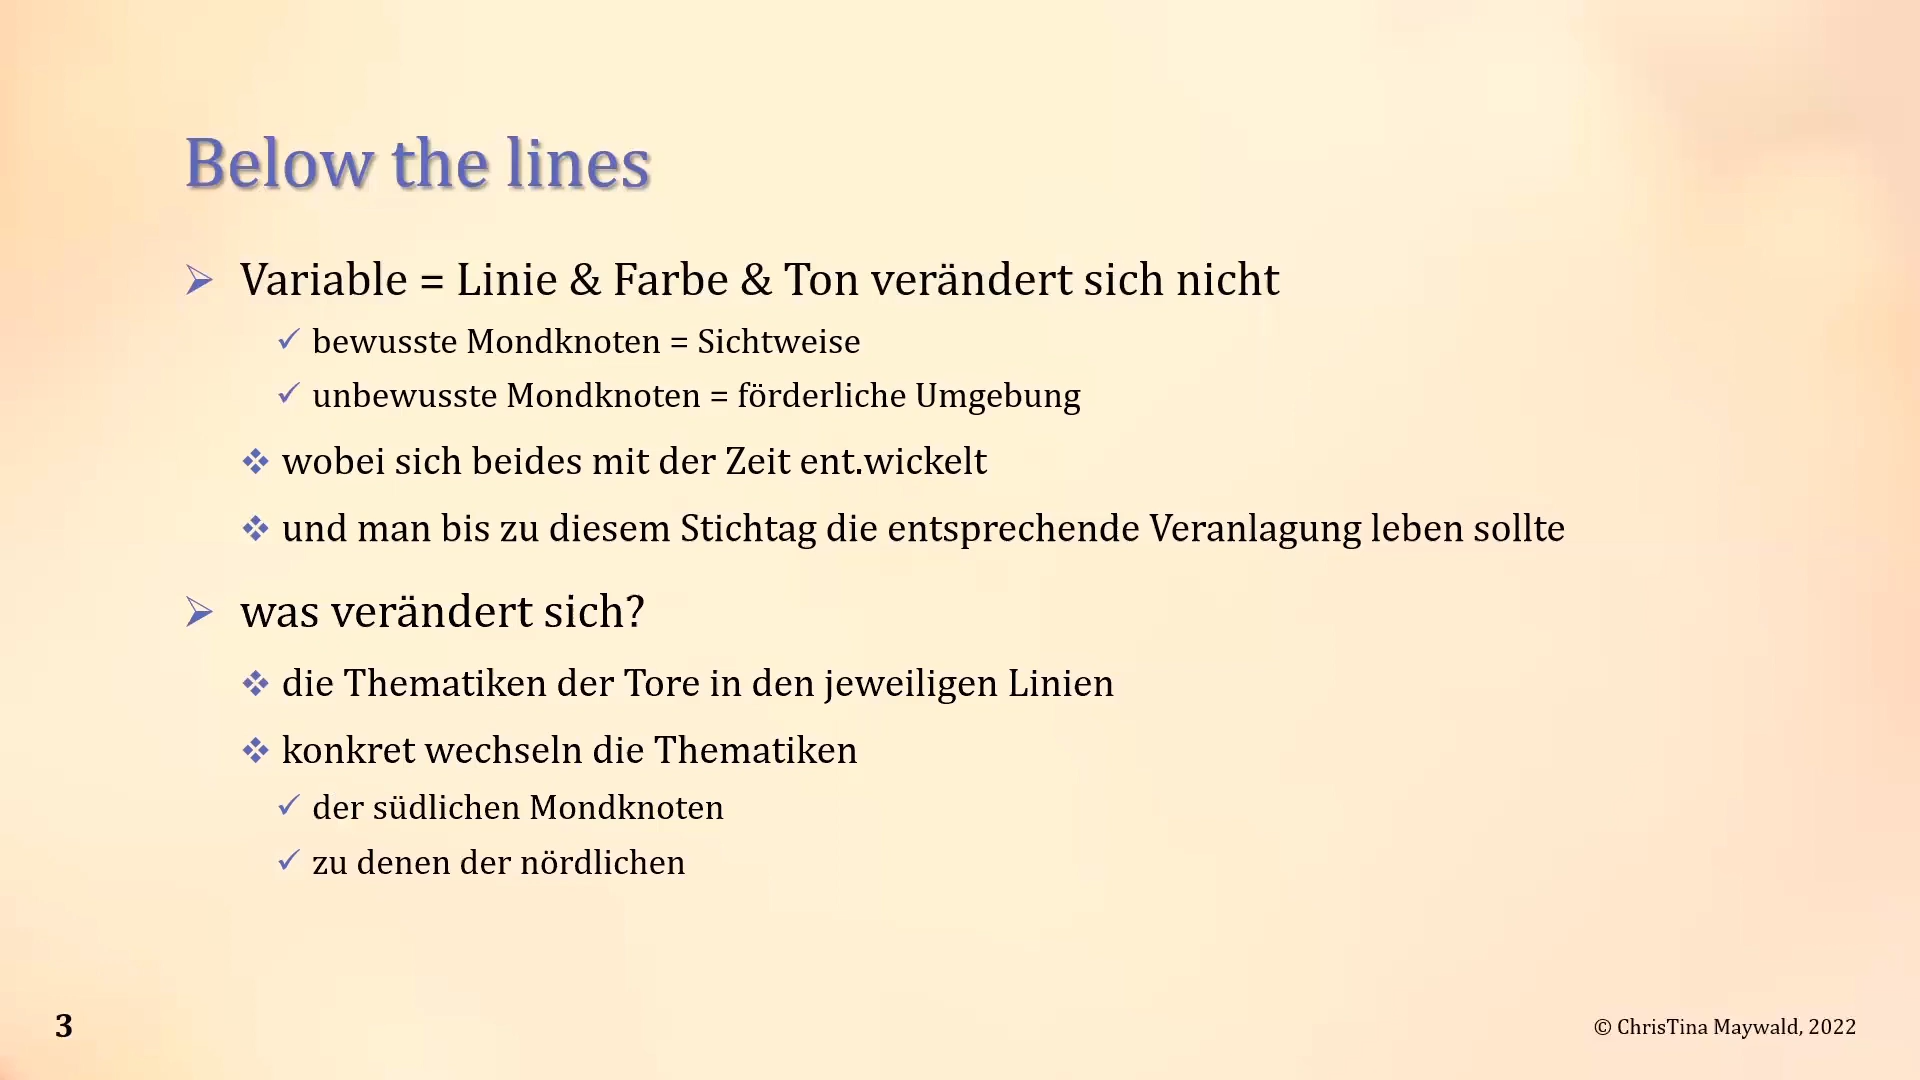 Below the lines
Variable = Linie & Farbe & Ton verändert sich nicht
bewusste Mondknoten = Sichtweise
unbewusste Mondknoten = förderliche Umgebung
wobei sich beides mit der Zeit ent.wickelt
und man bis zu diesem Stichtag die entsprechende Veranlagung leben sollte
was verändert sich?
die Thematiken der Tore in den jeweiligen Linien
konkret wechseln die Thematiken
der südlichen Mondknoten
zu denen der nördlichen
3
© ChrisTina Maywald, 2022